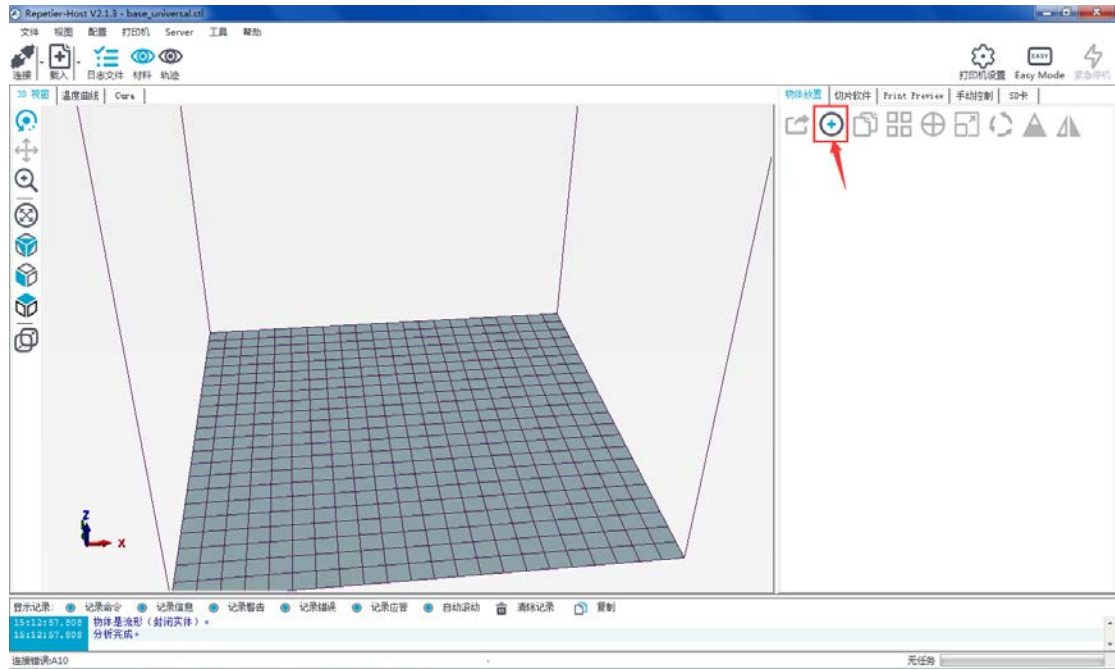 Repetier-Host V2.1.3 - base_universal.stl
文件 视图 配置 打印机 Server 工具 帮助
连接 载入 日志文件 材料 轨迹 打印机设置 EASY Easy Mode 紧急停机
3D 视窗 温度曲线 Cura 物体放置 切片软件 Print Preview 手动控制 SD卡
Z
X
显示记录: 记录命令 记录信息 记录警告 记录错误 记录应答 自动滚动 清除记录 复制
15:12:57.808 物体是流形(封闭实体)。
15:12:57.808 分析完成。
连接错误:A10 无任务